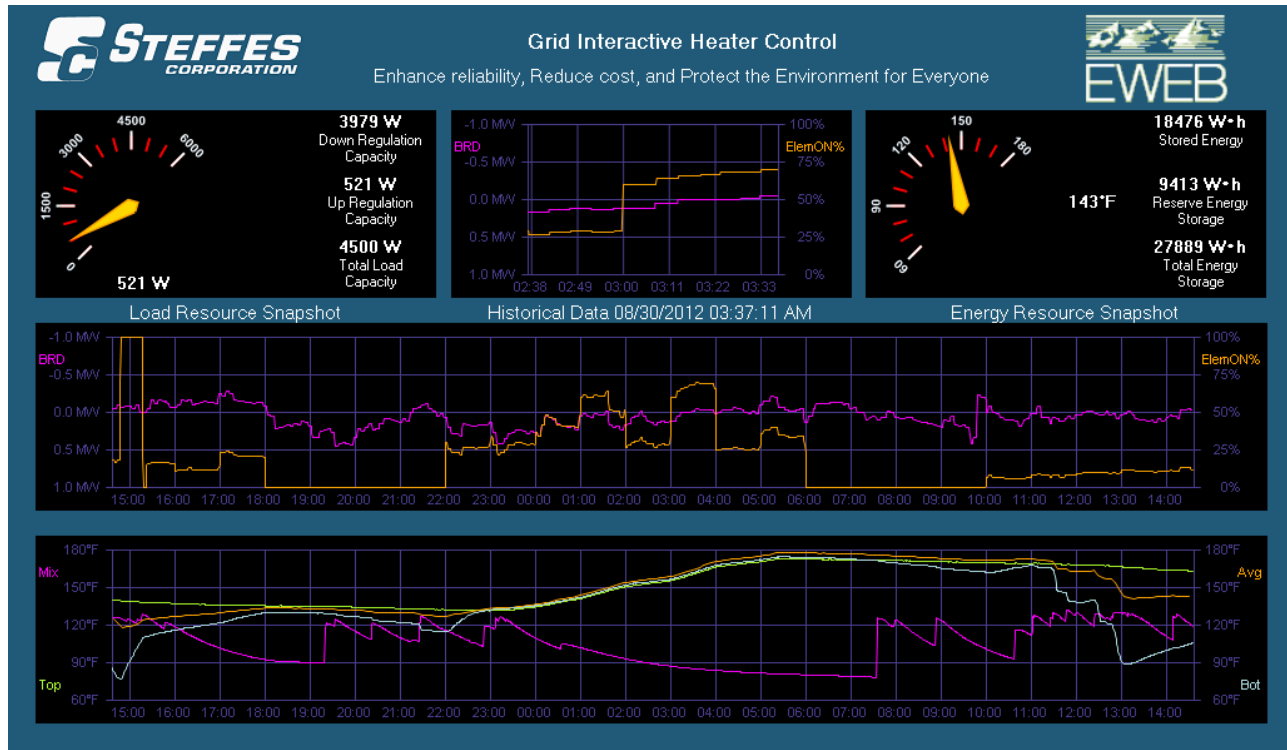 STEFFES
CORPORATION
Grid Interactive Heater Control
Enhance reliability, Reduce cost, and Protect the Environment for Everyone
EWEB
0
1500
3000
4500
6000
521 W
3979 W
Down Regulation
Capacity
521 W
Up Regulation
Capacity
4500 W
Total Load
Capacity
-1.0 MW
BRD
-0.5 MW
0.0 MW
0.5 MW
1.0 MW
100%
ElemON%
75%
50%
25%
0%
02:38 02:49 03:00 03:11 03:22 03:33
60
90
120
150
180
143°F
18476 W•h
Stored Energy
9413 W•h
Reserve Energy
Storage
27889 W•h
Total Energy
Storage
Load Resource Snapshot
Historical Data 08/30/2012 03:37:11 AM
Energy Resource Snapshot
-1.0 MW
BRD
-0.5 MW
0.0 MW
0.5 MW
1.0 MW
100%
ElemON%
75%
50%
25%
0%
15:00 16:00 17:00 18:00 19:00 20:00 21:00 22:00 23:00 00:00 01:00 02:00 03:00 04:00 05:00 06:00 07:00 08:00 09:00 10:00 11:00 12:00 13:00 14:00
180°F
Mix
150°F
120°F
90°F
Top
60°F
180°F
Avg
150°F
120°F
90°F
Bot
60°F
15:00 16:00 17:00 18:00 19:00 20:00 21:00 22:00 23:00 00:00 01:00 02:00 03:00 04:00 05:00 06:00 07:00 08:00 09:00 10:00 11:00 12:00 13:00 14:00